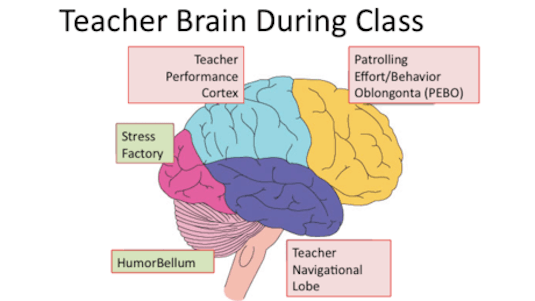 Teacher Brain During Class
Teacher
Performance
Cortex
Patrolling
Effort/Behavior
Oblongonta (PEBO)
Stress
Factory
HumorBellum
Teacher
Navigational
Lobe